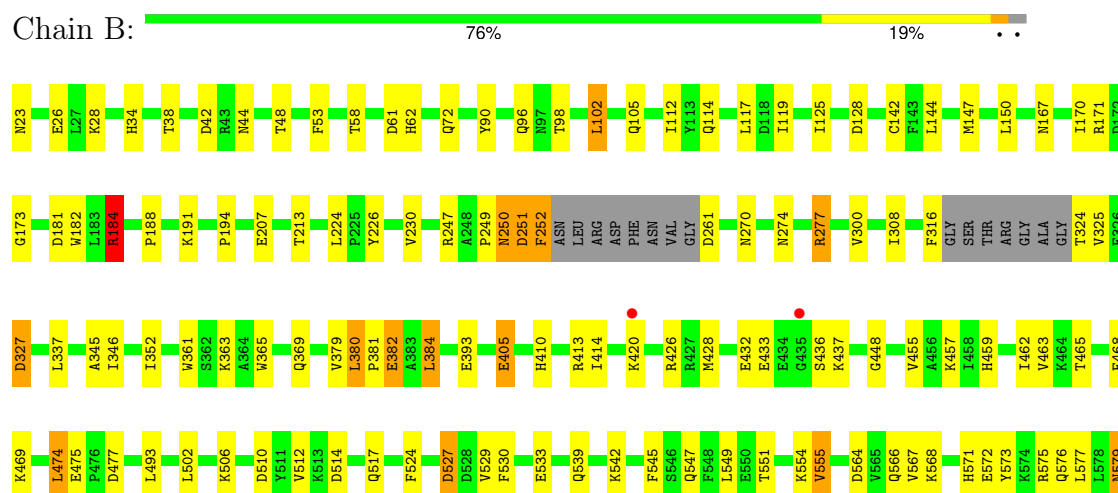 Chain B:
76% 19% • •
N23 E26 L27 K28 H34 T38 D42 R43 N44 T48 F53 T58 D61 H62 Q72 Y90 Q96 N97 T98 L102 Q105 I112 Y113 Q114 L117 D118 I119 I125 D128 C142 F143 L144 M147 L150 N167 I170 R171
G173 D181 W182 L183 R184 P188 K191 P194 E207 T213 L224 P225 Y226 V230 R247 A248 P249 N250 D251 F252 ASN LEU ARG ASP PHE ASN VAL GLY D261 N270 N274 R277 V300 I308 F316 GLY SER THR ARG GLY ALA GLY T324 V325
D327 L337 A345 I346 I352 W361 S362 K363 A364 W365 Q369 V379 L380 P381 E382 A383 L384 E393 E405 H410 R413 I414 K420 R426 R427 M428 E432 E433 E434 G435 S436 K437 G448 V455 A456 K457 I458 H459 I462 V463 K464 T465
K469 L474 E475 P476 D477 L493 L502 K506 D510 Y511 V512 K513 D514 Q517 F524 D527 D528 V529 F530 E533 Q539 K542 F545 S546 Q547 F548 L549 E550 T551 K554 V555 D564 V565 Q566 V567 K568 H571 E572 Y573 K574 R575 Q576 L577 L578